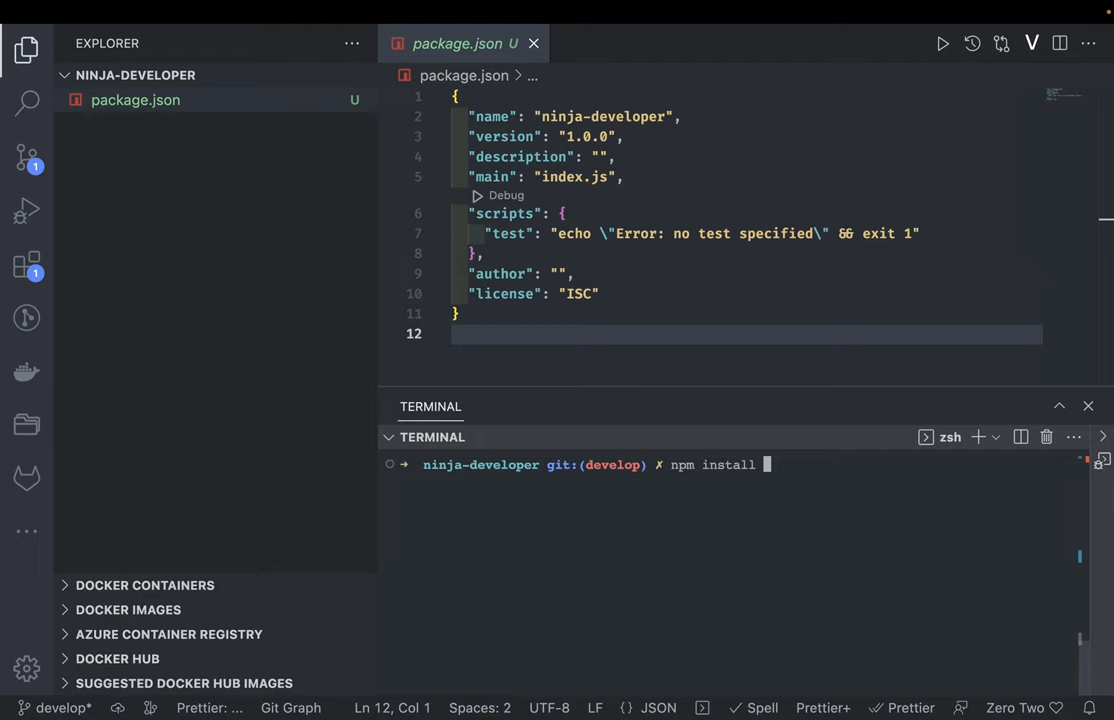 EXPLORER
NINJA-DEVELOPER
package.json U
1
1
DOCKER CONTAINERS
DOCKER IMAGES
AZURE CONTAINER REGISTRY
DOCKER HUB
SUGGESTED DOCKER HUB IMAGES
package.json U
package.json > ...
1 {
2 "name": "ninja-developer",
3 "version": "1.0.0",
4 "description": "",
5 "main": "index.js",
Debug
6 "scripts": {
7 "test": "echo \"Error: no test specified\" && exit 1"
8 },
9 "author": "",
10 "license": "ISC"
11 }
12
TERMINAL
TERMINAL
zsh
ninja-developer git:(develop) ✗ npm install
develop* Prettier: ... Git Graph Ln 12, Col 1 Spaces: 2 UTF-8 LF {} JSON Spell Prettier+ Prettier Zero Two